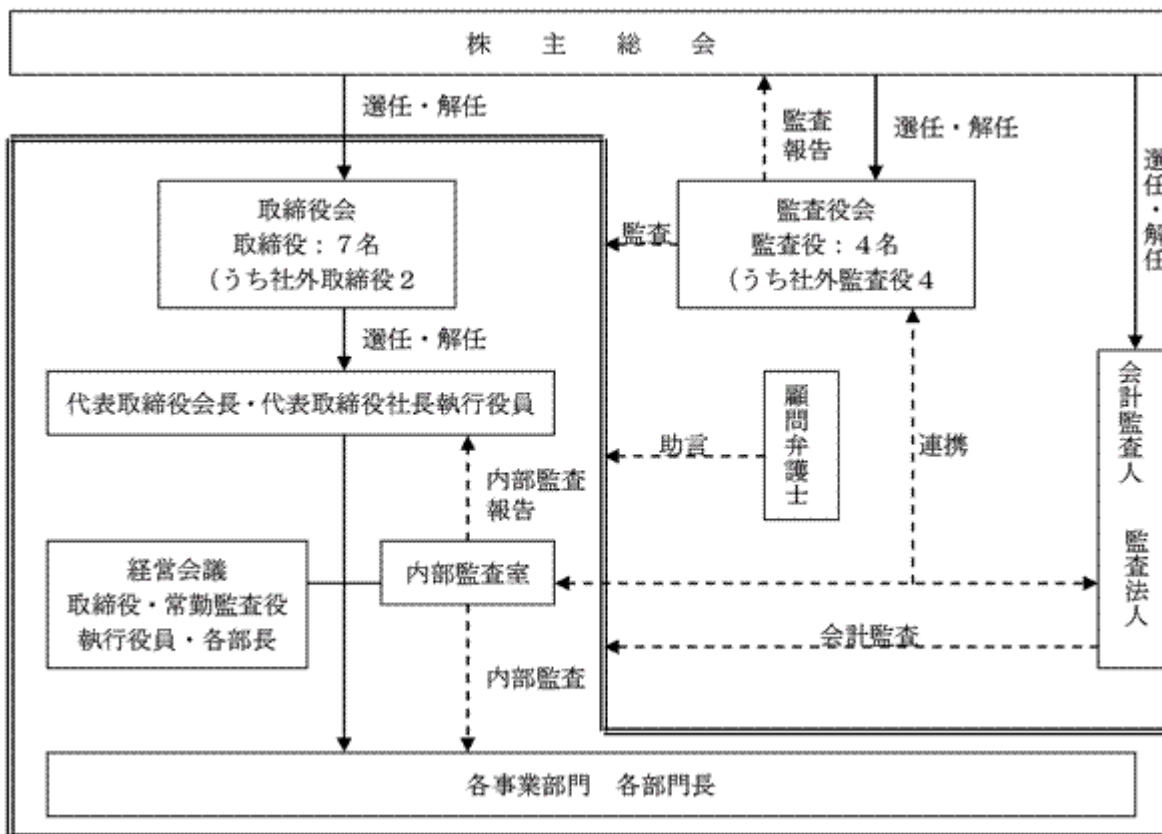 株 主 総 会
選任・解任
監査
報告
選任・解任
選任・解任
取締役会
取締役：７名
（うち社外取締役２
監査
監査役会
監査役：４名
（うち社外監査役４
選任・解任
代表取締役会長・代表取締役社長執行役員
顧問弁護士
助言
連携
会計監査人 監査法人
内部監査
報告
経営会議
取締役・常勤監査役
執行役員・各部長
内部監査室
会計監査
内部監査
各事業部門 各部門長